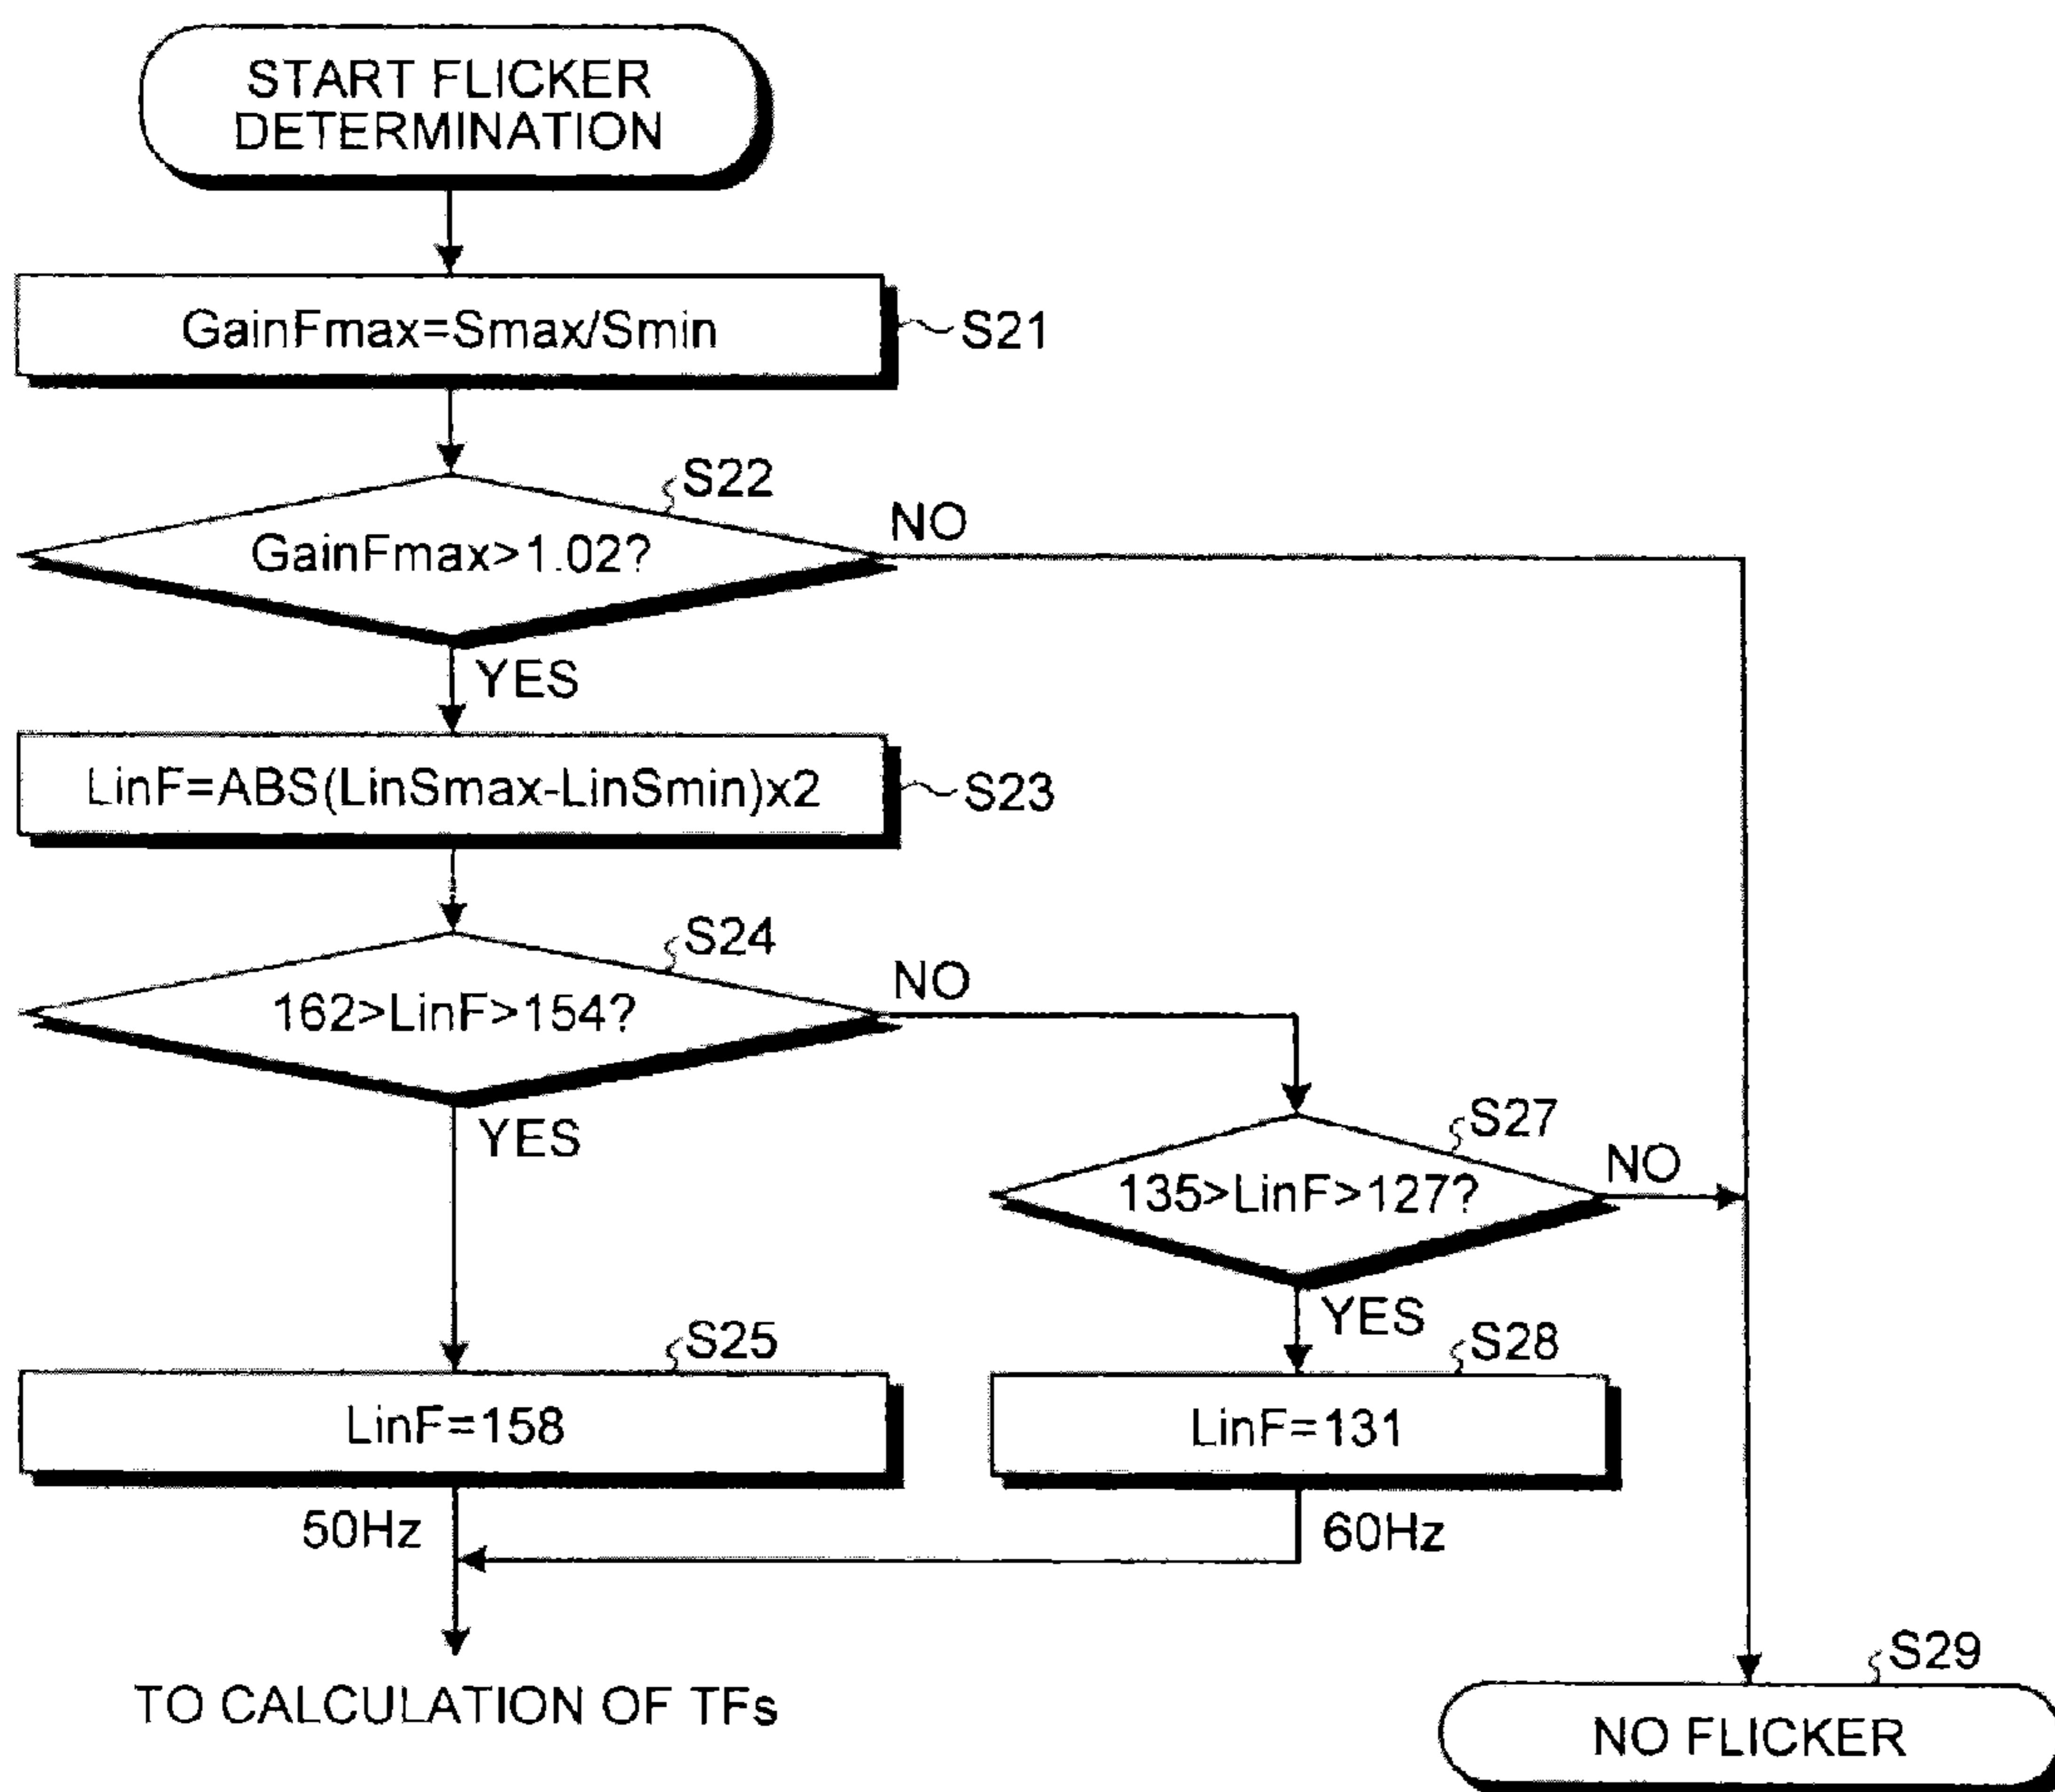 START FLICKER
DETERMINATION
GainFmax=Smax/Smin
S21
S22
GainFmax>1.02?
NO
YES
LinF=ABS(LinSmax-LinSmin)x2
S23
S24
162>LinF>154?
NO
YES
S27
135>LinF>127?
NO
YES
S25
LinF=158
S28
LinF=131
50Hz
60Hz
TO CALCULATION OF TFs
S29
NO FLICKER